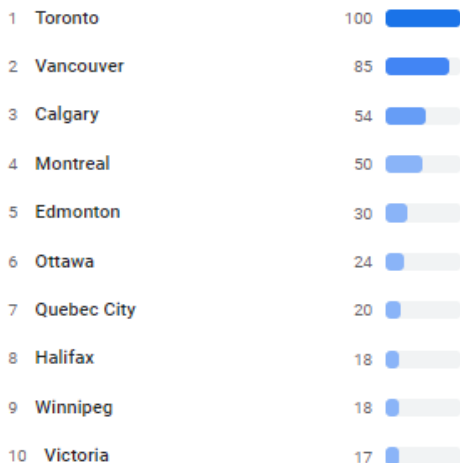 1 Toronto 100
2 Vancouver 85
3 Calgary 54
4 Montreal 50
5 Edmonton 30
6 Ottawa 24
7 Quebec City 20
8 Halifax 18
9 Winnipeg 18
10 Victoria 17